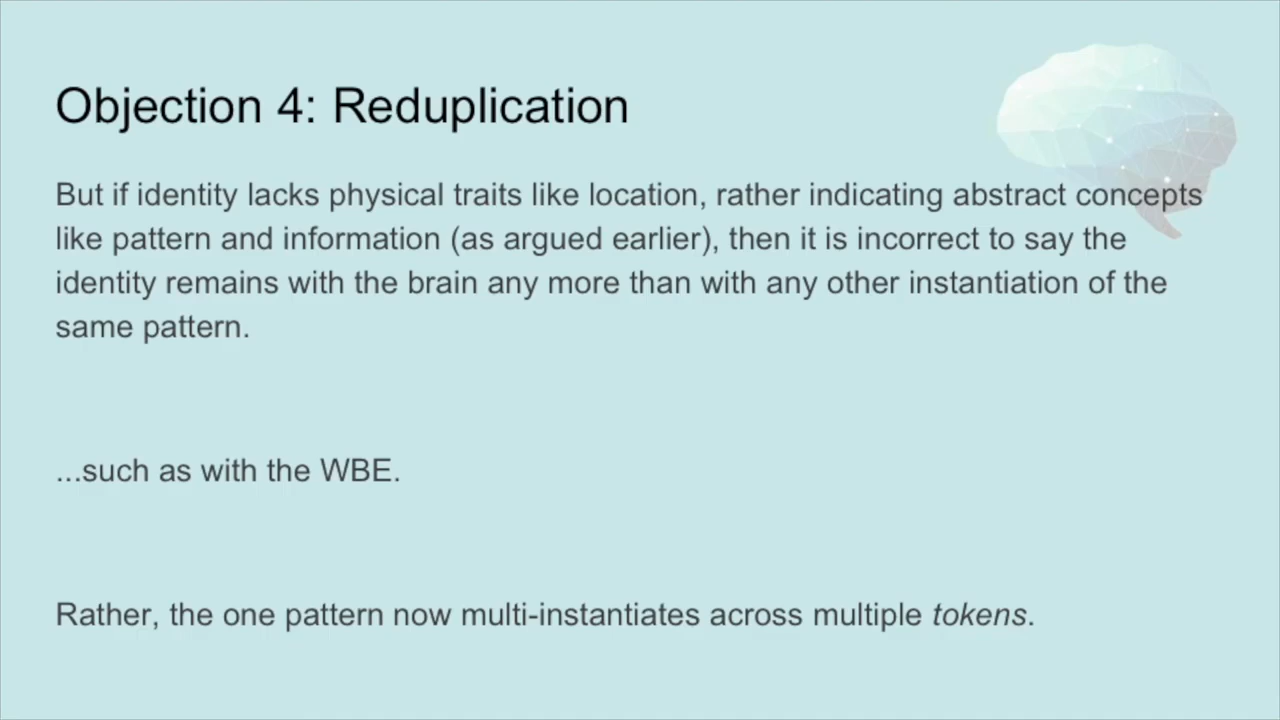 Objection 4: Reduplication
But if identity lacks physical traits like location, rather indicating abstract concepts
like pattern and information (as argued earlier), then it is incorrect to say the
identity remains with the brain any more than with any other instantiation of the
same pattern.
...such as with the WBE.
Rather, the one pattern now multi-instantiates across multiple tokens.